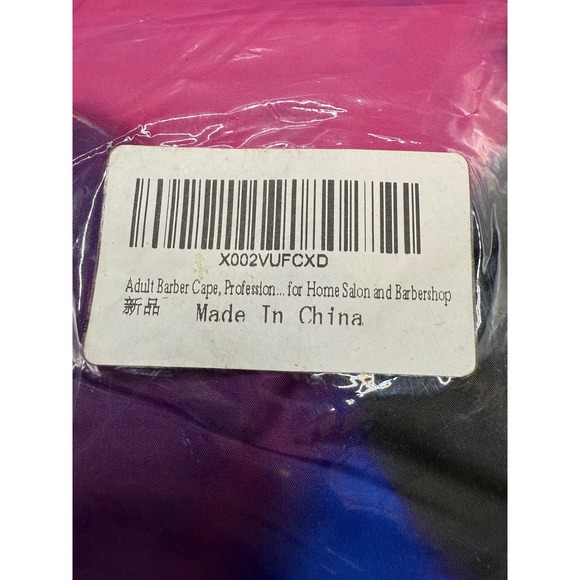 X002VUFCXD
Adult Barber Cape, Profession... for Home Salon and Barbershop
新品 Made In China